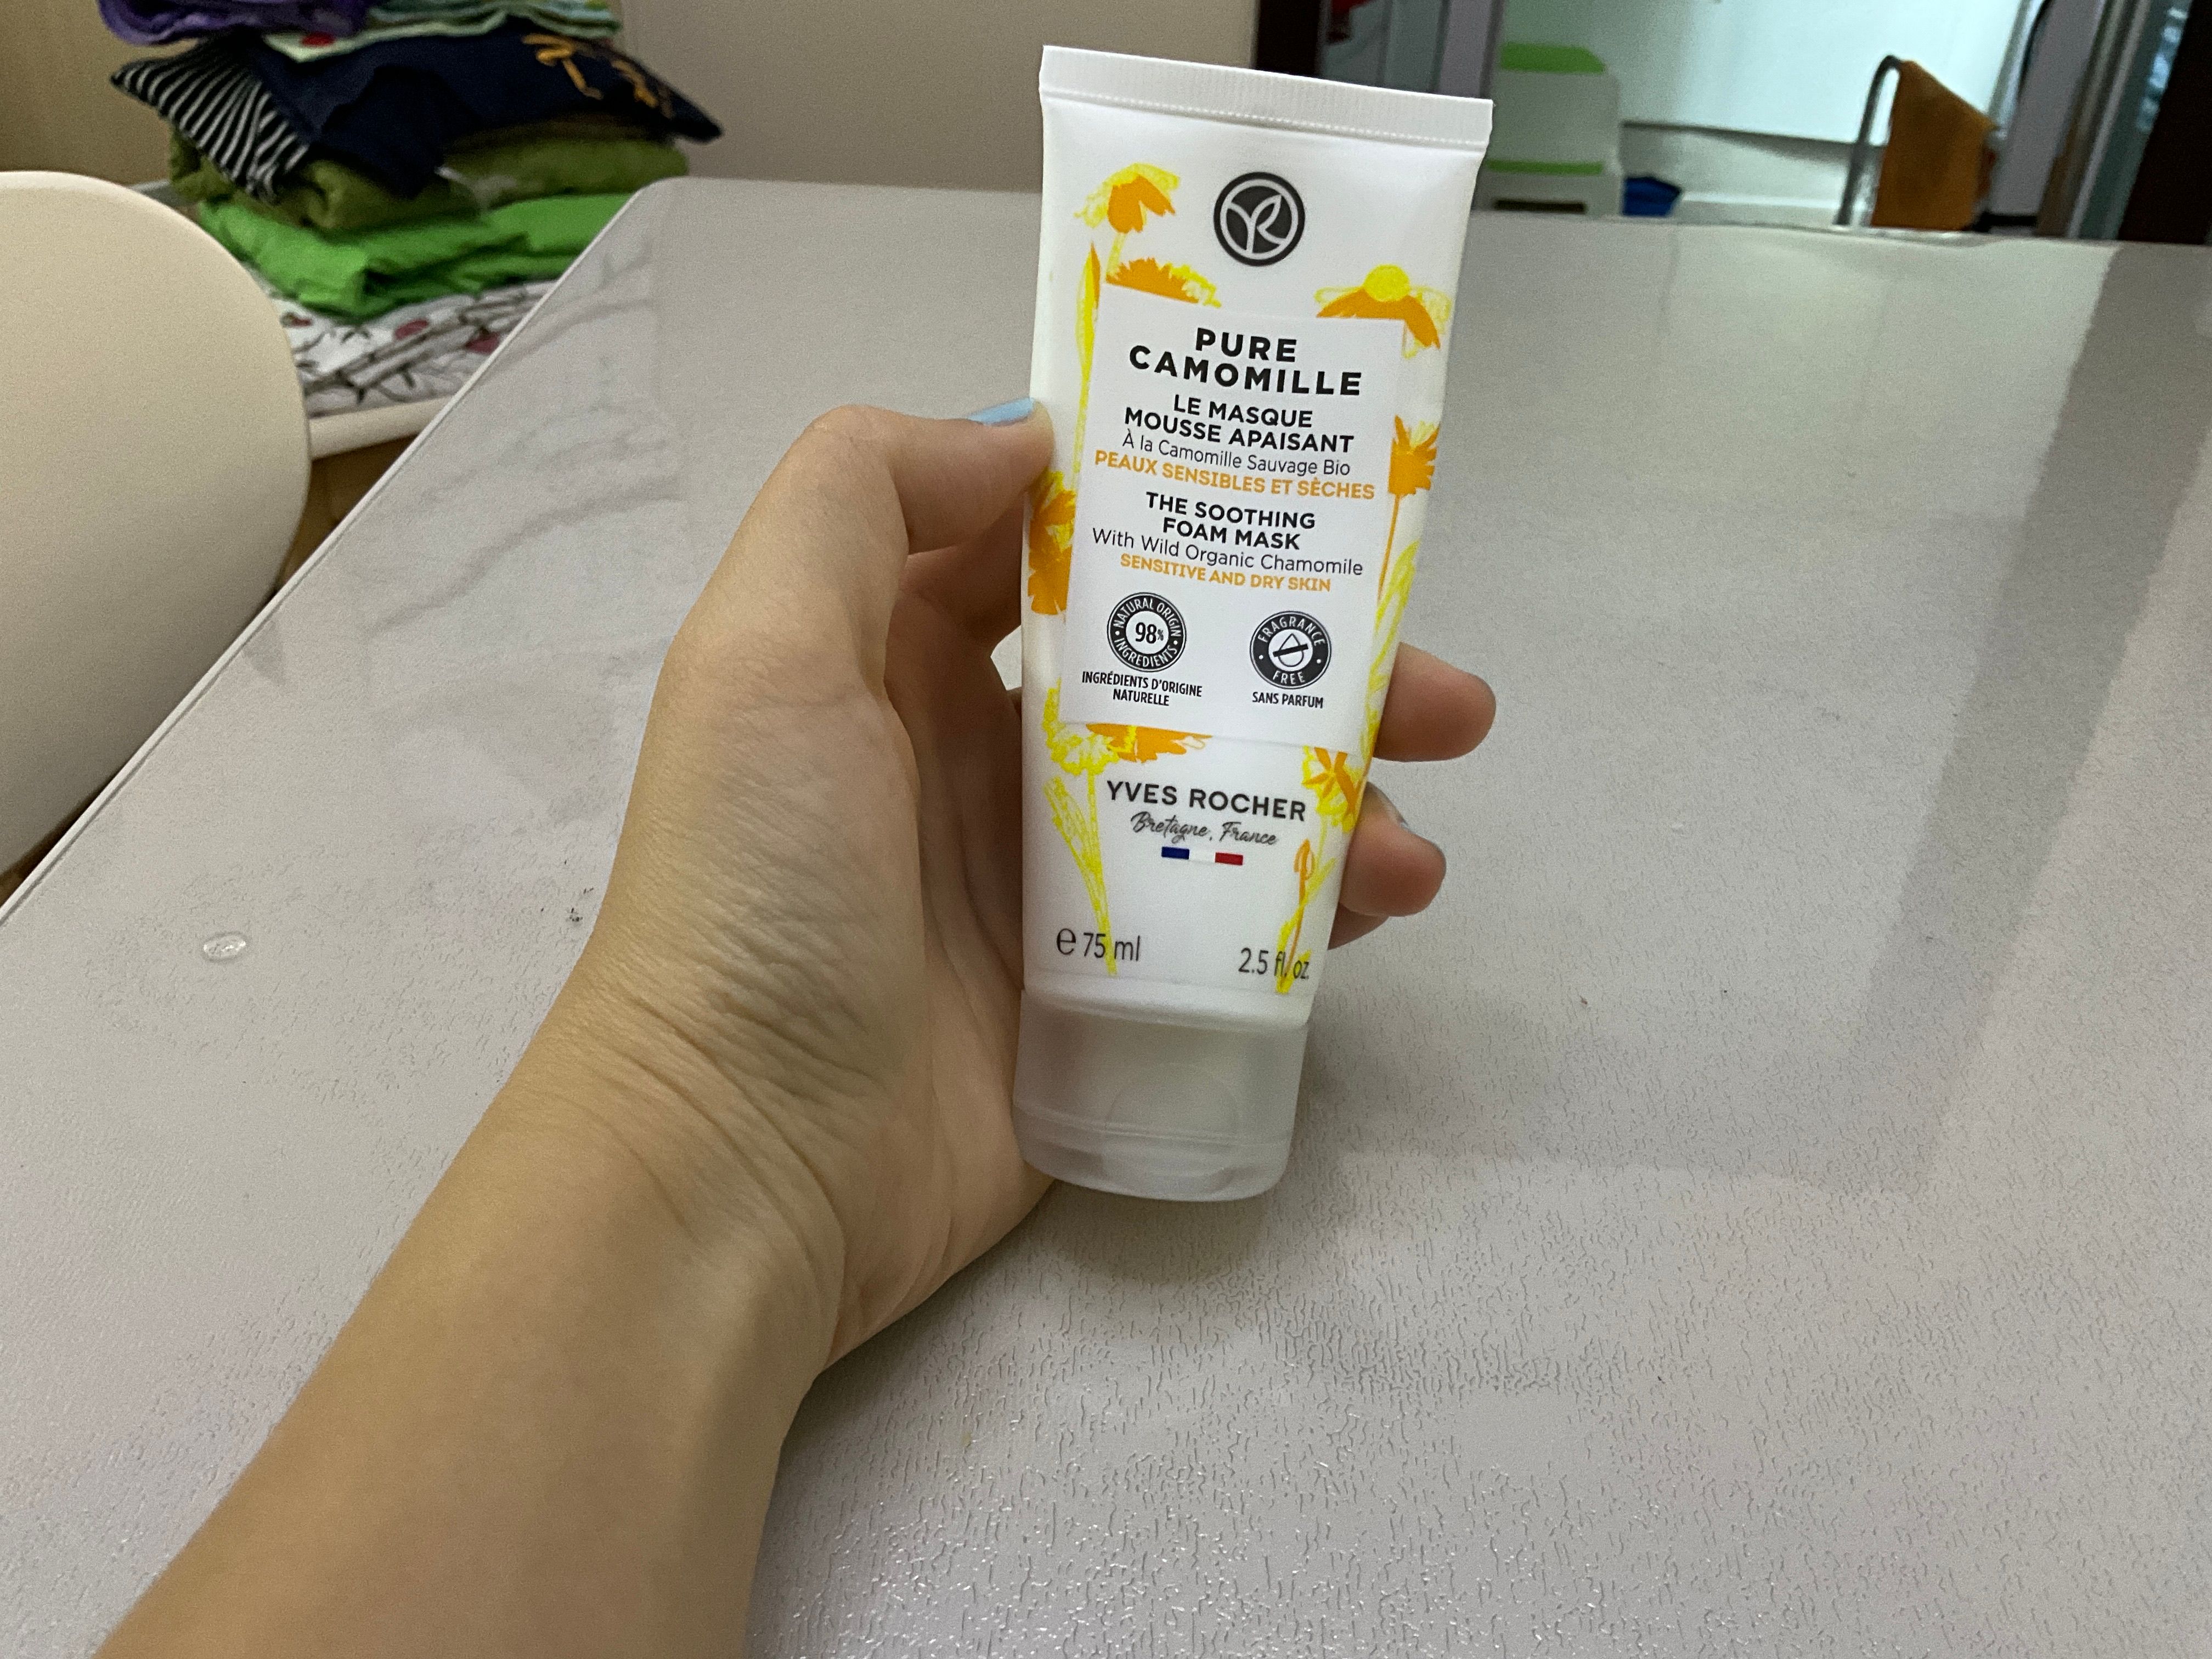 PURE
CAMOMILLE
LE MASQUE
MOUSSE APAISANT
À la Camomille Sauvage Bio
PEAUX SENSIBLES ET SÈCHES
THE SOOTHING
FOAM MASK
With Wild Organic Chamomile
SENSITIVE AND DRY SKIN
NATURAL ORIGIN
98%
INGREDIENTS
INGRÉDIENTS D'ORIGINE
NATURELLE
FRAGRANCE
FREE
SANS PARFUM
YVES ROCHER
Bretagne, France
e 75 ml
2.5 fl. oz